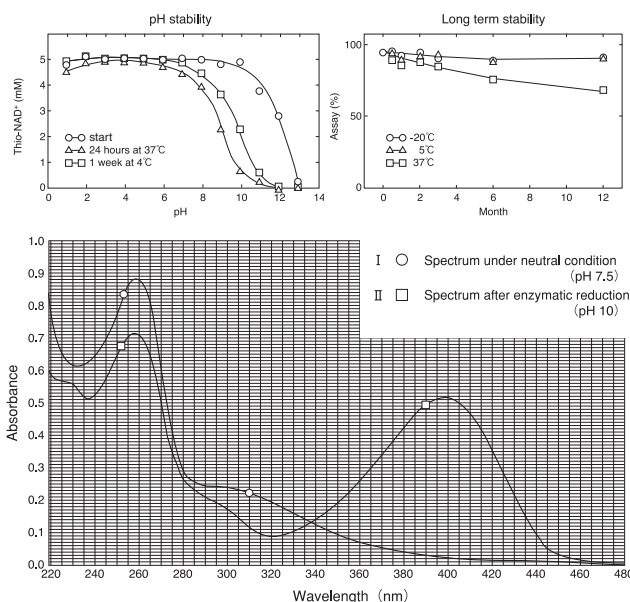 pH stability
Thio-NAD⁺ (mM)
6
5
4
3
2
1
0
start
24 hours at 37℃
1 week at 4℃
0 2 4 6 8 10 12 14
pH
Long term stability
Assay (%)
100
50
0
-20℃
5℃
37℃
0 2 4 6 8 10 12
Month
Absorbance
1.0
0.9
0.8
0.7
0.6
0.5
0.4
0.3
0.2
0.1
0.0
Ⅰ Spectrum under neutral condition
(pH 7.5)
Ⅱ Spectrum after enzymatic reduction
(pH 10)
220 240 260 280 300 320 340 360 380 400 420 440 460 480
Wavelength (nm)